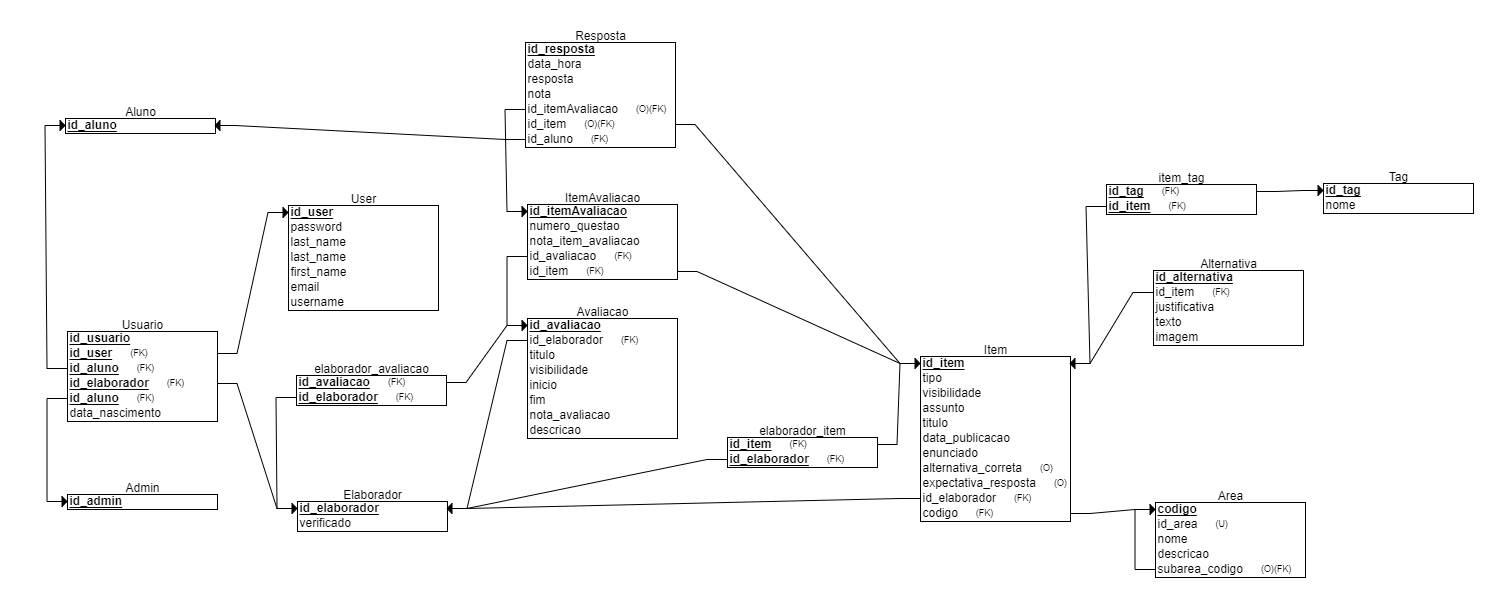 Resposta
id_resposta
data_hora
resposta
nota
id_itemAvaliacao (O)(FK)
id_item (O)(FK)
id_aluno (FK)
Aluno
id_aluno
User
id_user
password
last_name
last_name
first_name
email
username
ItemAvaliacao
id_itemAvaliacao
numero_questao
nota_item_avaliacao
id_avaliacao (FK)
id_item (FK)
item_tag
id_tag (FK)
id_item (FK)
Tag
id_tag
nome
Alternativa
id_alternativa
id_item (FK)
justificativa
texto
imagem
Usuario
id_usuario
id_user (FK)
id_aluno (FK)
id_elaborador (FK)
id_aluno (FK)
data_nascimento
elaborador_avaliacao
id_avaliacao (FK)
id_elaborador (FK)
Avaliacao
id_avaliacao
id_elaborador (FK)
titulo
visibilidade
inicio
fim
nota_avaliacao
descricao
Item
id_item
tipo
visibilidade
assunto
titulo
data_publicacao
enunciado
alternativa_correta (O)
expectativa_resposta (O)
id_elaborador (FK)
codigo (FK)
elaborador_item
id_item (FK)
id_elaborador (FK)
Admin
id_admin
Elaborador
id_elaborador
verificado
Area
codigo
id_area (U)
nome
descricao
subarea_codigo (O)(FK)